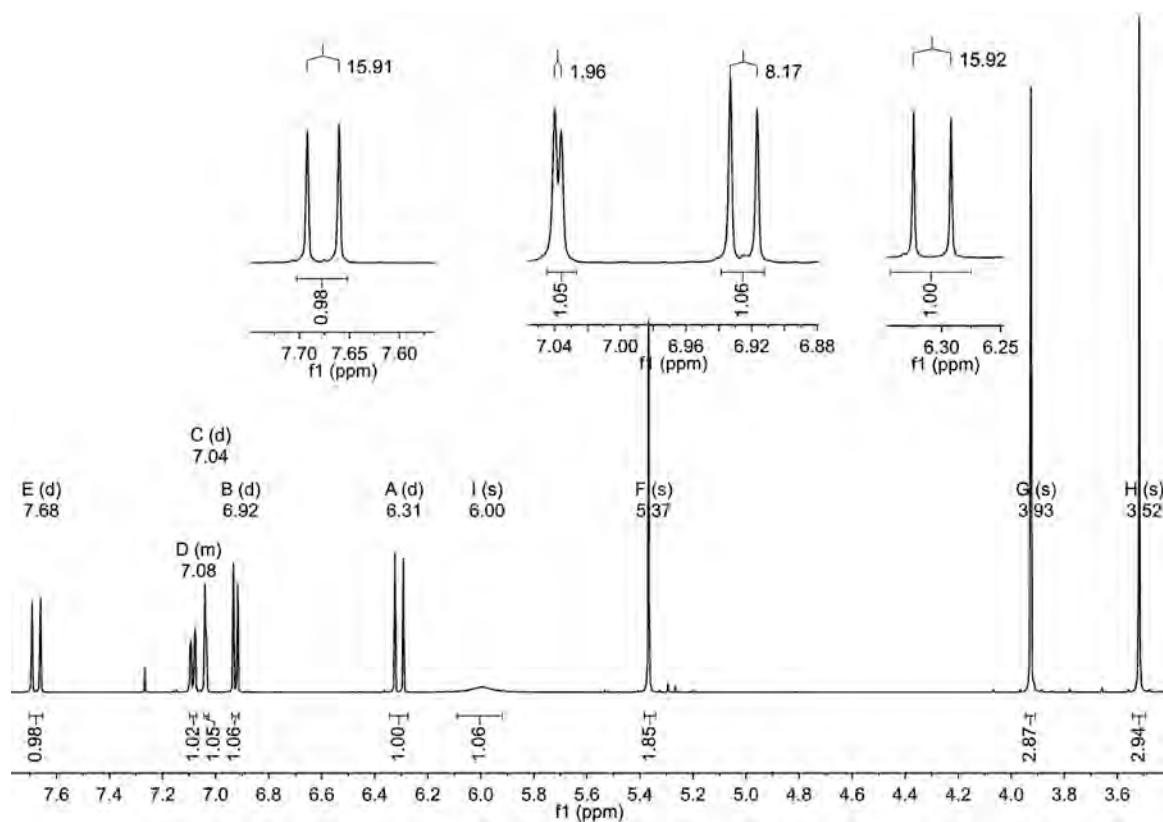 15.91
1.96
8.17
15.92
0.98
1.05
1.06
1.00
7.70 7.65 7.60
f1 (ppm)
7.04 7.00 6.96 6.92 6.88
f1 (ppm)
6.30 6.25
f1 (ppm)
C (d)
7.04
E (d)
7.68
B (d)
6.92
A (d)
6.31
I (s)
6.00
F (s)
5.37
G (s)
3.93
H (s)
3.52
D (m)
7.08
0.98
1.02
1.05
1.06
1.00
1.06
1.85
2.87
2.94
7.6 7.4 7.2 7.0 6.8 6.6 6.4 6.2 6.0 5.8 5.6 5.4 5.2 5.0 4.8 4.6 4.4 4.2 4.0 3.8 3.6
f1 (ppm)